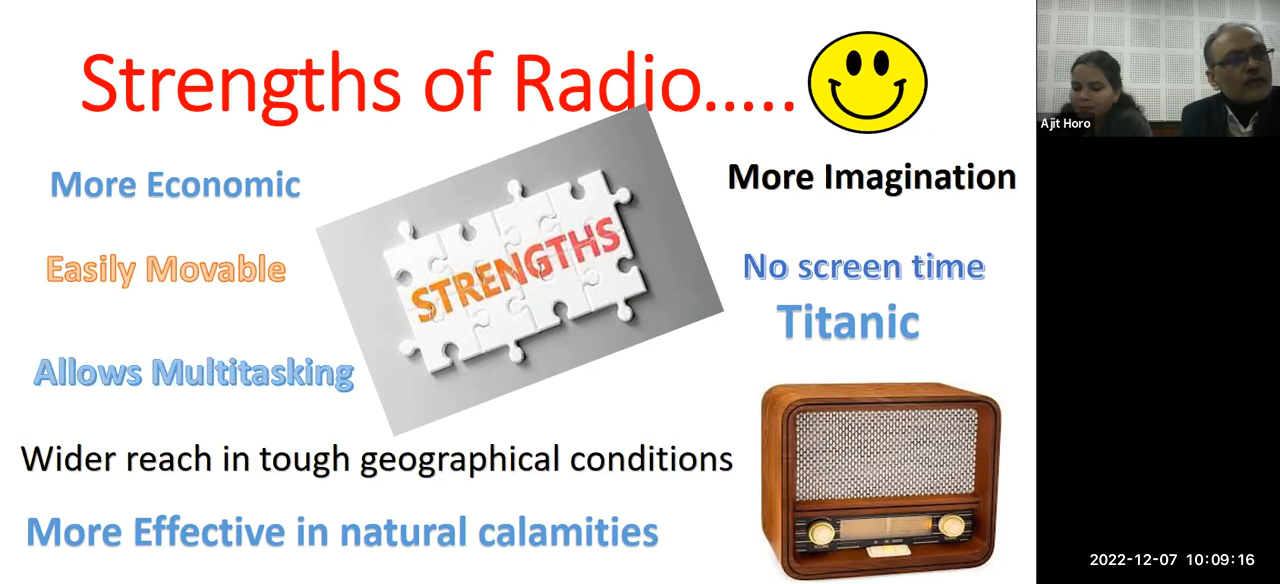 Strengths of Radio.....
More Economic
Easily Movable
Allows Multitasking
STRENGTHS
More Imagination
No screen time
Titanic
Wider reach in tough geographical conditions
More Effective in natural calamities
Ajit Horo
2022-12-07 10:09:16